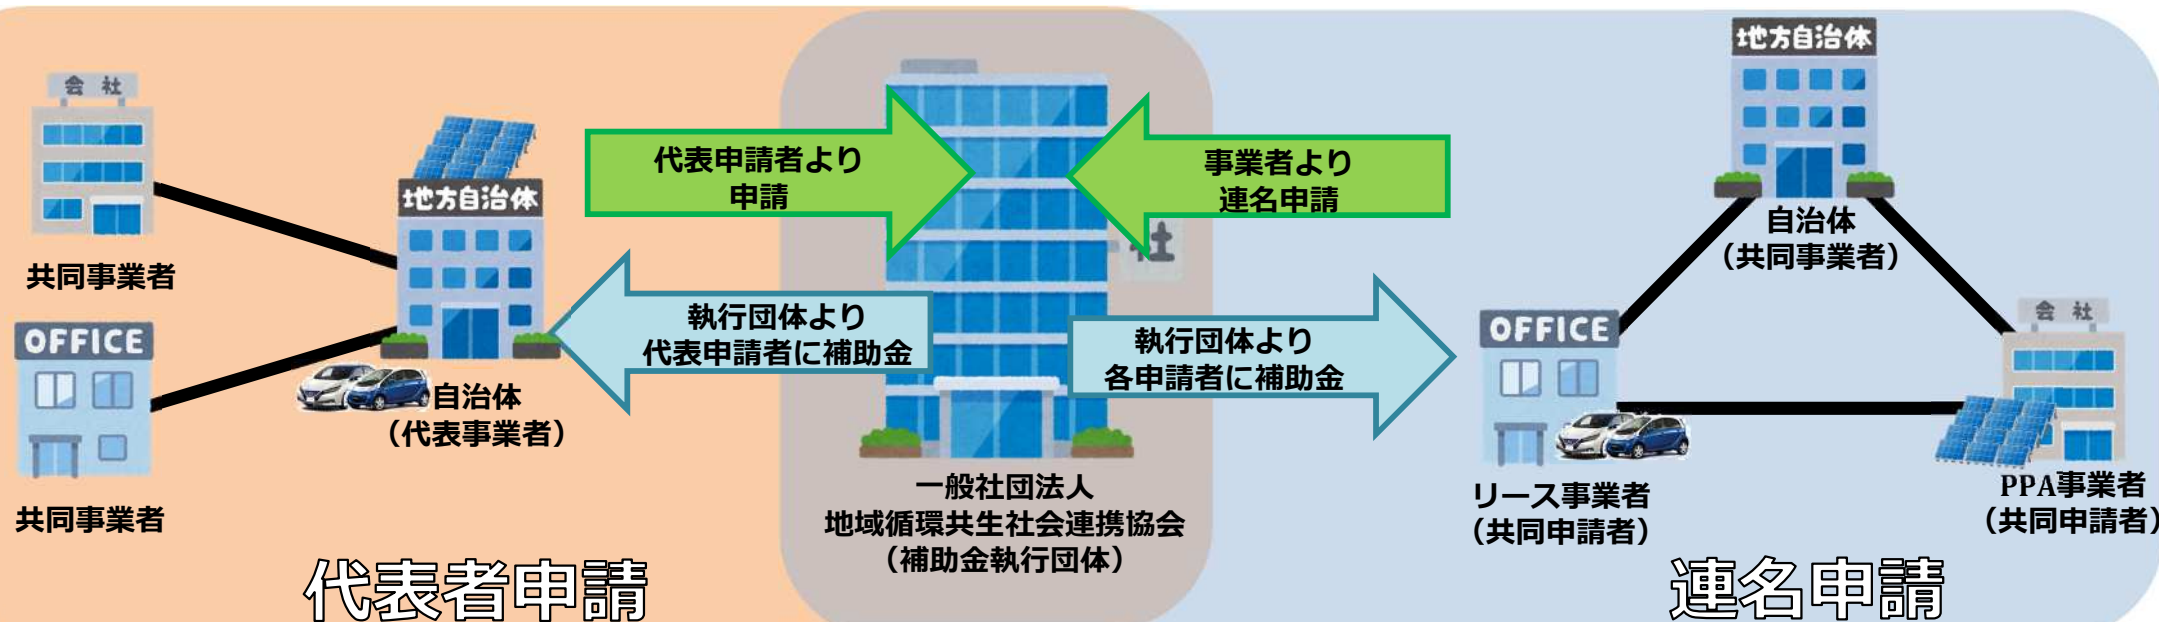 会社
共同事業者
OFFICE
共同事業者
地方自治体
自治体
（代表事業者）
代表者申請
代表申請者より
申請
執行団体より
代表申請者に補助金
社
一般社団法人
地域循環共生社会連携協会
（補助金執行団体）
事業者より
連名申請
執行団体より
各申請者に補助金
地方自治体
自治体
（共同事業者）
OFFICE
リース事業者
（共同申請者）
会社
PPA事業者
（共同申請者）
連名申請